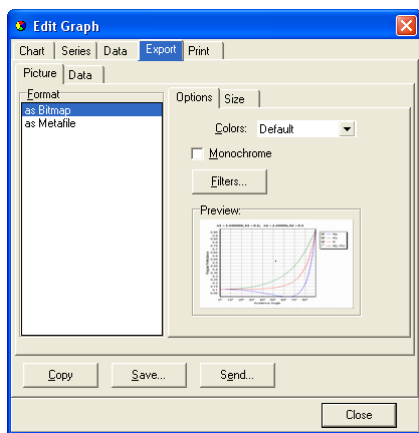 Edit Graph
Chart Series Data Export Print
Picture Data
Format
as Bitmap
as Metafile
Options Size
Colors: Default
Monochrome
Filters...
Preview:
Copy Save... Send...
Close